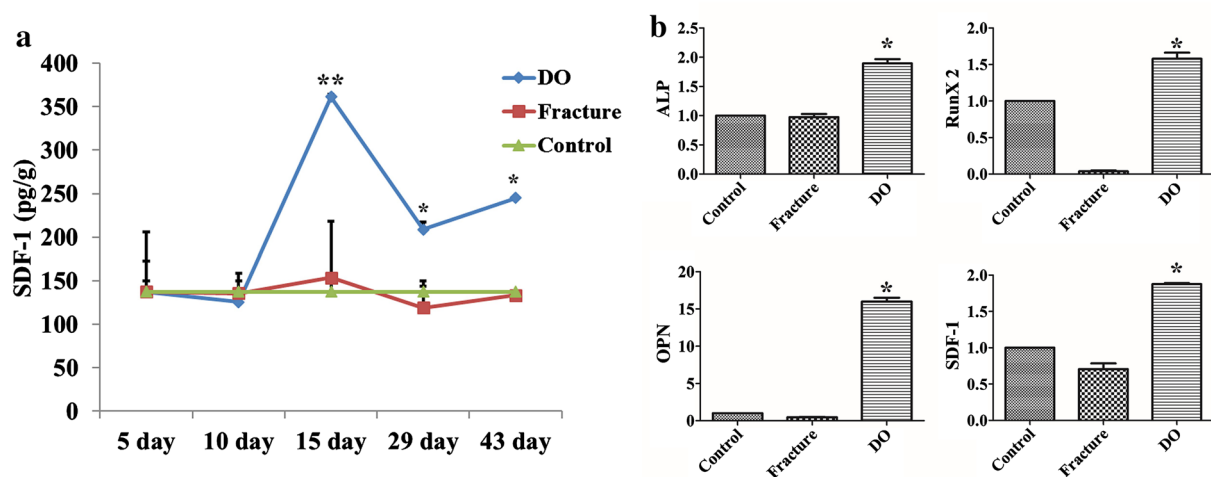 a
SDF-1 (pg/g)
400
350
300
250
200
150
100
50
0
5 day 10 day 15 day 29 day 43 day
**
*
*
DO
Fracture
Control
b
ALP
2.5
2.0
1.5
1.0
0.5
0.0
*
Control Fracture DO
RunX 2
2.0
1.5
1.0
0.5
0.0
*
Control Fracture DO
OPN
20
15
10
5
0
*
Control Fracture DO
SDF-1
2.0
1.5
1.0
0.5
0.0
*
Control Fracture DO